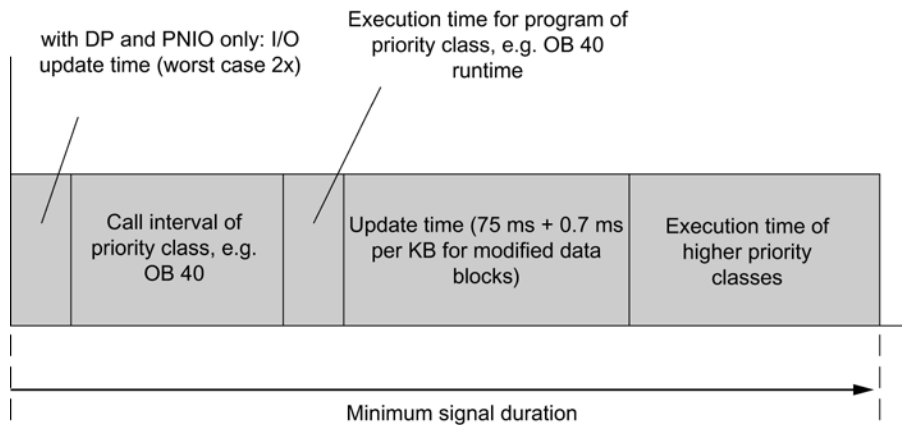 with DP and PNIO only: I/O
update time (worst case 2x)
Execution time for program of
priority class, e.g. OB 40
runtime
Call interval of
priority class, e.g.
OB 40
Update time (75 ms + 0.7 ms
per KB for modified data
blocks)
Execution time of
higher priority
classes
Minimum signal duration